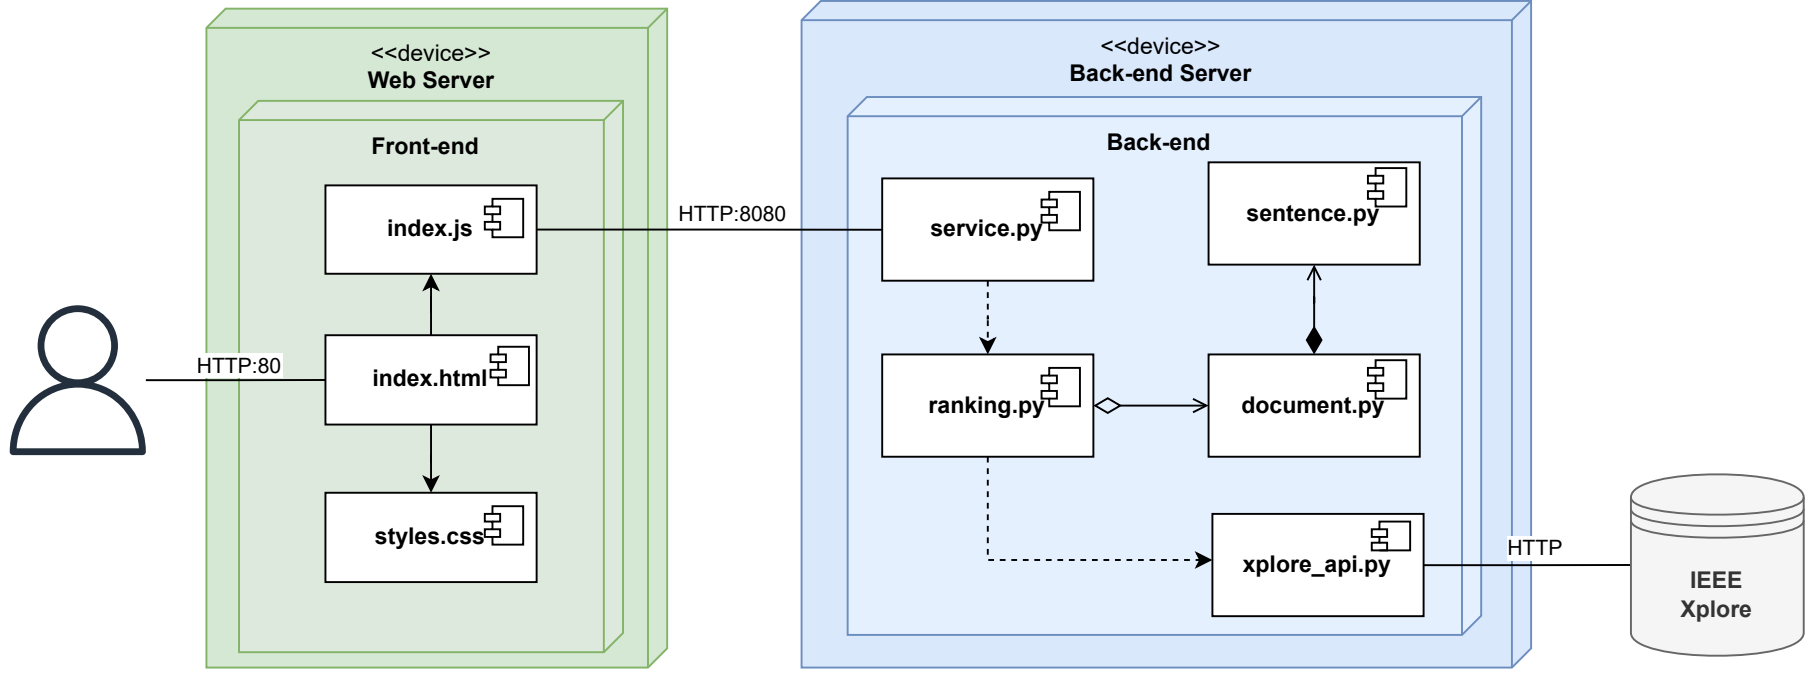 <<device>>
Web Server
Front-end
index.js
HTTP:80
index.html
styles.css
HTTP:8080
<<device>>
Back-end Server
Back-end
service.py
sentence.py
ranking.py
document.py
xplore_api.py
HTTP
IEEE
Xplore